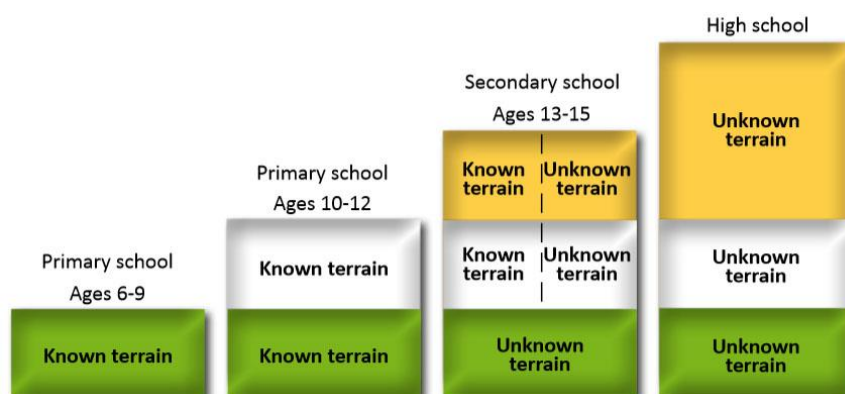 Primary school
Ages 6-9
Known terrain
Primary school
Ages 10-12
Known terrain
Known terrain
Secondary school
Ages 13-15
Known
terrain
Unknown
terrain
Known
terrain
Unknown
terrain
Unknown
terrain
High school
Unknown
terrain
Unknown
terrain
Unknown
terrain